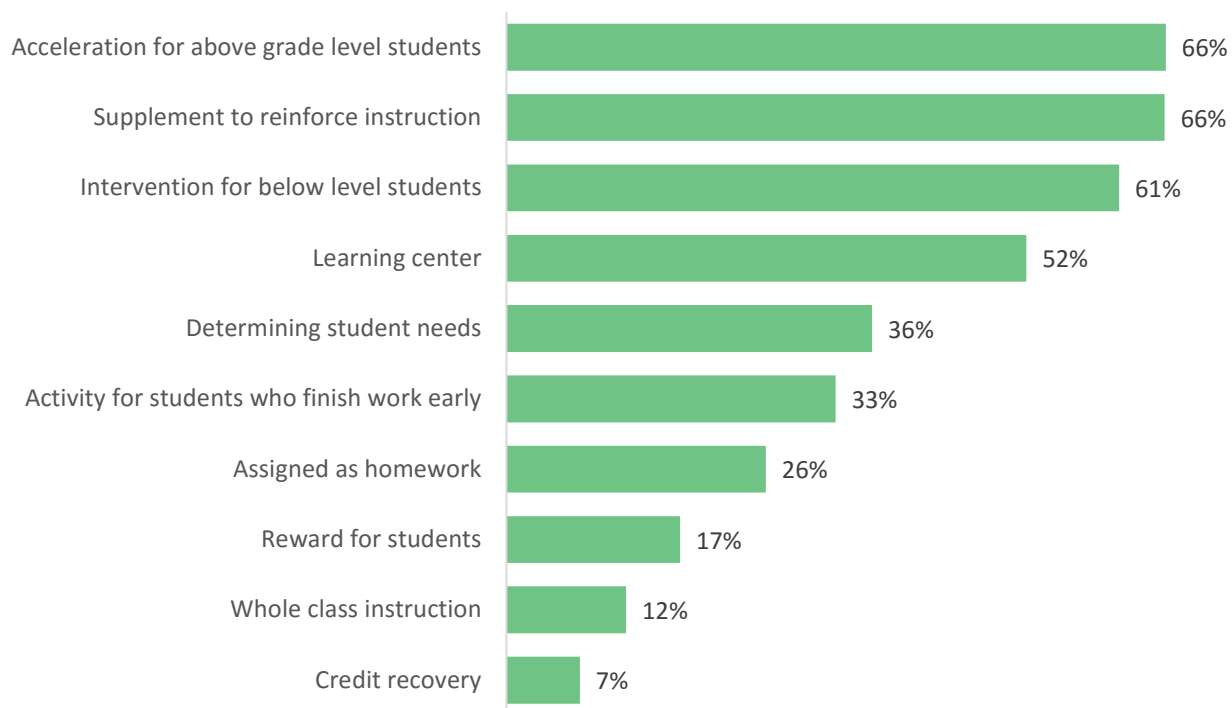 Acceleration for above grade level students 66%
Supplement to reinforce instruction 66%
Intervention for below level students 61%
Learning center 52%
Determining student needs 36%
Activity for students who finish work early 33%
Assigned as homework 26%
Reward for students 17%
Whole class instruction 12%
Credit recovery 7%